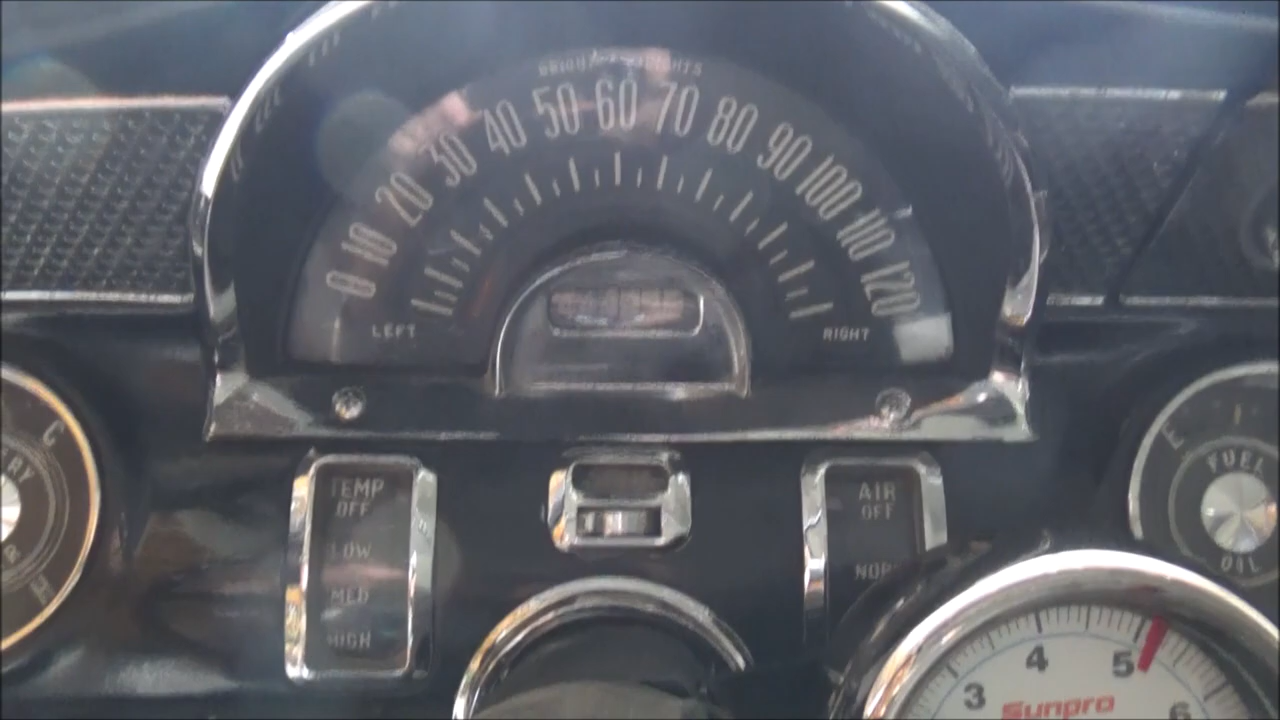 BRIGHT LIGHTS
0 10 20 30 40 50 60 70 80 90 100 110 120
LEFT
RIGHT
C
H
TEMP
OFF
LOW
MED
HIGH
AIR
OFF
E
FUEL
OIL
3 4 5 6
Sunpro